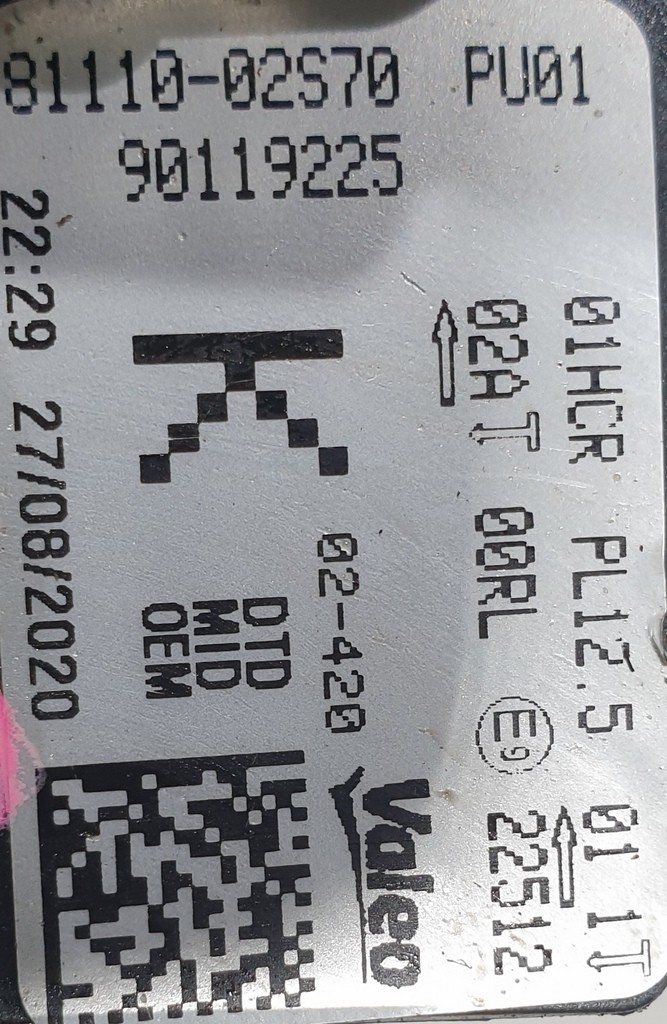 81110-02S70 PU01
90119225
01HCR PL12.5 01 1T
02A 00RL E9 22512
Valeo
02-420
DTD
MID
OEM
K
22:29 27/08/2020